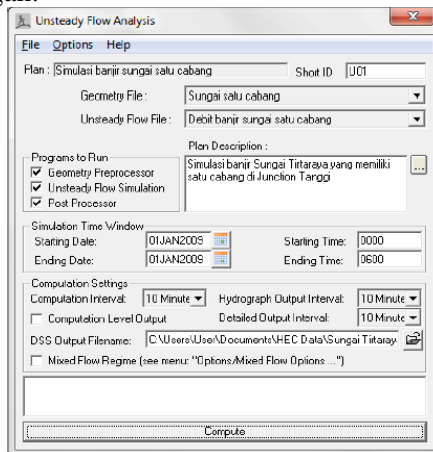 Unsteady Flow Analysis
File Options Help
Plan : Simulasi banjir sungai satu cabang Short ID U01
Geometry File : Sungai satu cabang
Unsteady Flow File : Debit banjir sungai satu cabang
Plan Description :
Programs to Run
Geometry Preprocessor
Unsteady Flow Simulation
Post Processor
Simulasi banjir Sungai Tirtaraya yang memiliki
satu cabang di Junction Tanggi
...
Simulation Time Window
Starting Date: 01JAN2009 Starting Time: 0000
Ending Date: 01JAN2009 Ending Time: 0600
Computation Settings
Computation Interval: 10 Minute Hydrograph Output Interval: 10 Minute
Computation Level Output Detailed Output Interval: 10 Minute
DSS Output Filename: C:\Users\User\Documents\HEC Data\Sungai Tirtaray
Mixed Flow Regime (see menu: "Options/Mixed Flow Options ...")
Compute